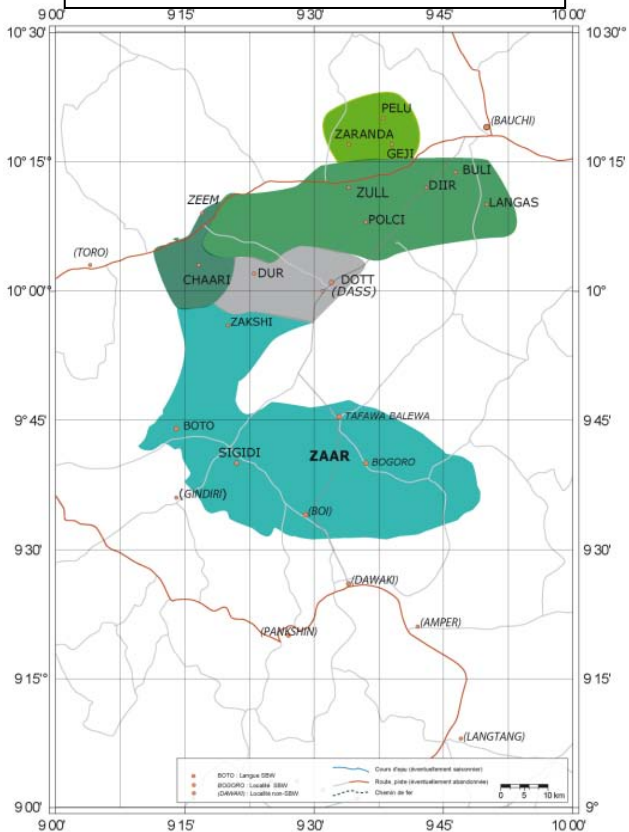 9 00' 9 15' 9 30' 9 45' 10 00'
10° 30' 10 30'°
PELU
(BAUCHI)
ZARANDA
GEJI
10°15' 10°15'
BULI
ZULL DIIR
ZEEM LANGAS
POLCI
(TORO)
CHAARI DUR DOTT
10° 00' (DASS) 10°
ZAKSHI
9° 45' 9 45'
TAFAWA BALEWA
BOTO
SIGIDI ZAAR BOGORO
(GINDIRI)
(BOI)
9 30' 9 30'
(DAWAKI)
(PANKSHIN) (AMPER)
9 15'° 9 15'°
(LANGTANG)
BOTO : Langue SBW Cours d'eau (éventuellement saisonnier)
BOGORO : Localité SBW Route, piste (éventuellement abandonnée)
(DAWAKI) : Localité non-SBW Chemin de fer
0 5 10 km
9 00' 9°
9 00' 9 15' 9 30' 9 45' 10 00'